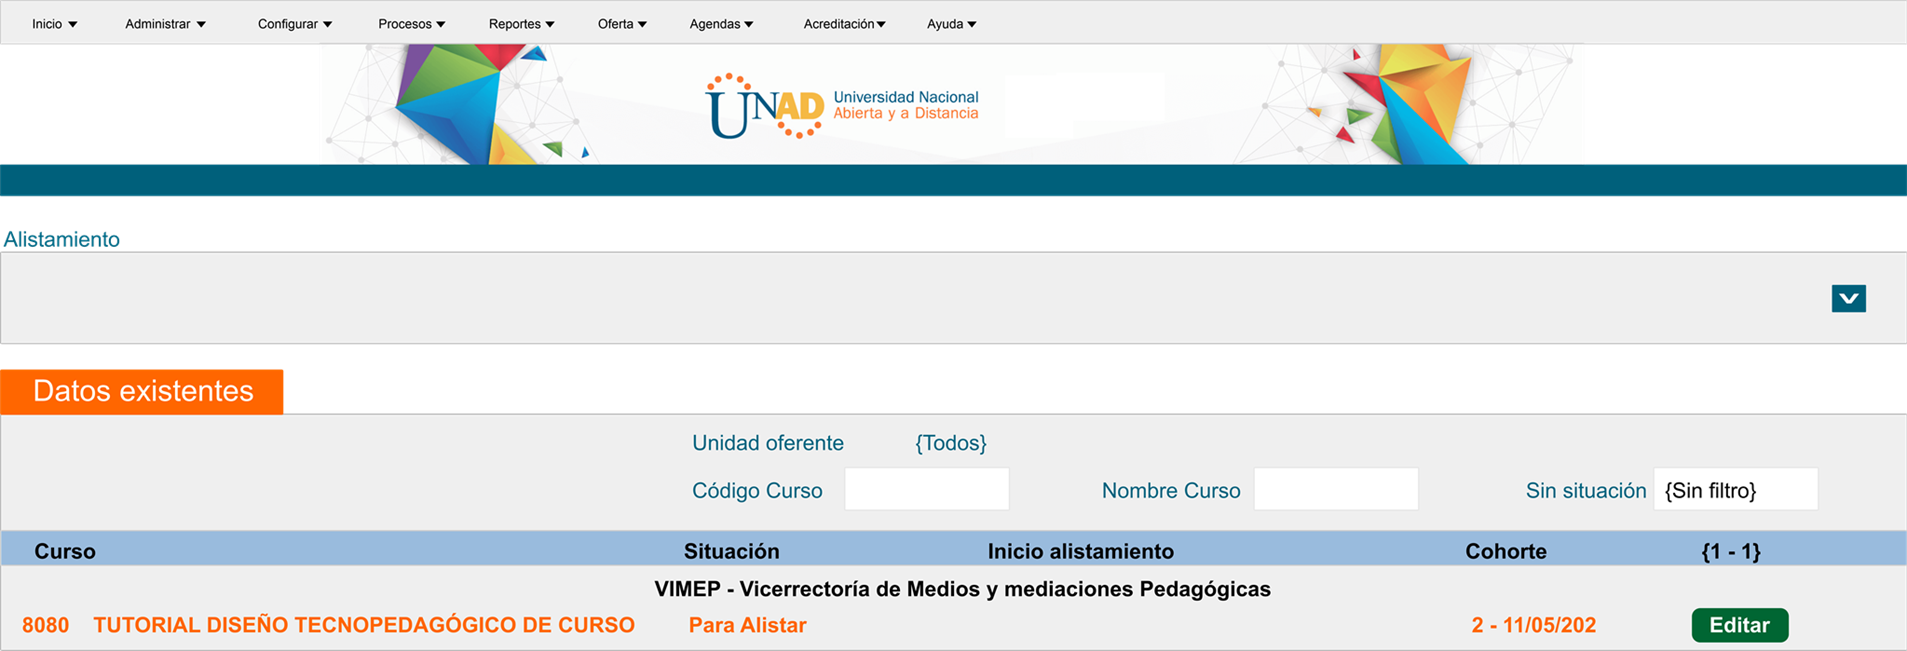 Inicio Administrar Configurar Procesos Reportes Oferta Agendas Acreditación Ayuda
UNAD Universidad Nacional
Abierta y a Distancia
Alistamiento
Datos existentes
Unidad oferente {Todos}
Código Curso Nombre Curso Sin situación {Sin filtro}
Curso Situación Inicio alistamiento Cohorte {1 - 1}
VIMEP - Vicerrectoría de Medios y mediaciones Pedagógicas
8080 TUTORIAL DISEÑO TECNOPEDAGÓGICO DE CURSO Para Alistar 2 - 11/05/202 Editar